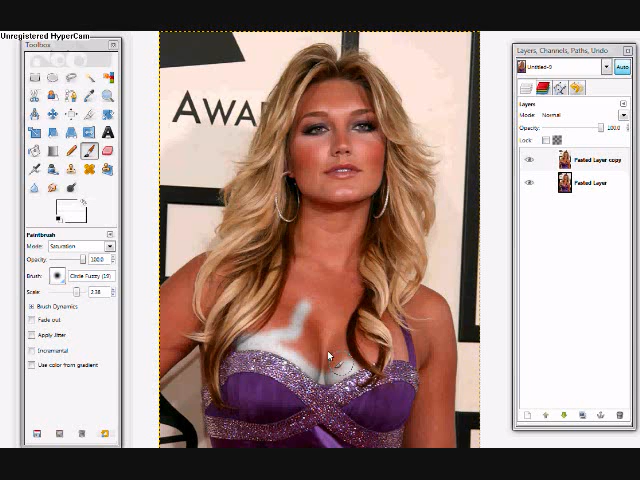 Unregistered HyperCam
Toolbox
Paintbrush
Mode: Saturation
Opacity: 100.0
Brush: Circle Fuzzy (19)
Scale: 2.38
Brush Dynamics
Fade out
Apply Jitter
Incremental
Use color from gradient
AWA
Layers, Channels, Paths, Undo
Untitled-0
Auto
Layers
Mode: Normal
Opacity: 100.0
Lock:
Pasted Layer copy
Pasted Layer